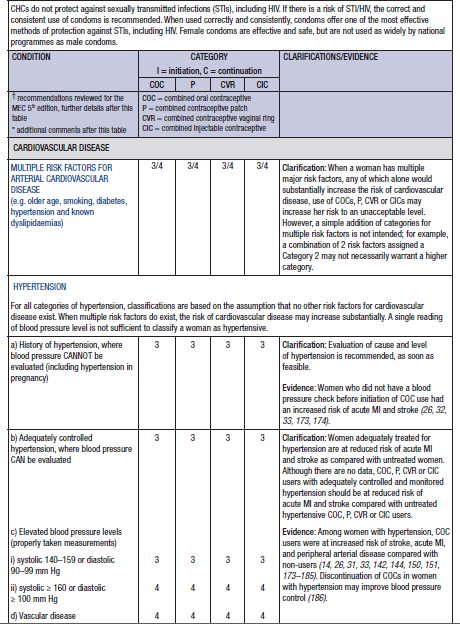 CHCs do not protect against sexually transmitted infections (STIs), including HIV. If there is a risk of STI/HIV, the correct and
consistent use of condoms is recommended. When used correctly and consistently, condoms offer one of the most effective
methods of protection against STIs, including HIV. Female condoms are effective and safe, but are not used as widely by national
programmes as male condoms.
CONDITION
CATEGORY
I = initiation, C = continuation
COC P CVR CIC
CLARIFICATIONS/EVIDENCE
‡ recommendations reviewed for the
MEC 5th edition, further details after this
table
* additional comments after this table
COC = combined oral contraceptive
P = combined contraceptive patch
CVR = combined contraceptive vaginal ring
CIC = combined injectable contraceptive
CARDIOVASCULAR DISEASE
MULTIPLE RISK FACTORS FOR
ARTERIAL CARDIOVASCULAR
DISEASE
(e.g. older age, smoking, diabetes,
hypertension and known
dyslipidaemias)
3/4 3/4 3/4 3/4
Clarification: When a woman has multiple
major risk factors, any of which alone would
substantially increase the risk of cardiovascular
disease, use of COCs, P, CVR or CICs may
increase her risk to an unacceptable level.
However, a simple addition of categories for
multiple risk factors is not intended; for example,
a combination of 2 risk factors assigned a
Category 2 may not necessarily warrant a higher
category.
HYPERTENSION
For all categories of hypertension, classifications are based on the assumption that no other risk factors for cardiovascular
disease exist. When multiple risk factors do exist, the risk of cardiovascular disease may increase substantially. A single reading
of blood pressure level is not sufficient to classify a woman as hypertensive.
a) History of hypertension, where
blood pressure CANNOT be
evaluated (including hypertension in
pregnancy)
3 3 3 3
Clarification: Evaluation of cause and level
of hypertension is recommended, as soon as
feasible.
Evidence: Women who did not have a blood
pressure check before initiation of COC use had
an increased risk of acute MI and stroke (26, 32,
33, 173, 174).
b) Adequately controlled
hypertension, where blood pressure
CAN be evaluated
3 3 3 3
Clarification: Women adequately treated for
hypertension are at reduced risk of acute MI
and stroke as compared with untreated women.
Although there are no data, COC, P, CVR or CIC
users with adequately controlled and monitored
hypertension should be at reduced risk of
acute MI and stroke compared with untreated
hypertensive COC, P, CVR or CIC users.
c) Elevated blood pressure levels
(properly taken measurements)
i) systolic 140–159 or diastolic
90–99 mm Hg
3 3 3 3
ii) systolic ≥ 160 or diastolic
≥ 100 mm Hg
4 4 4 4
d) Vascular disease
4 4 4 4
Evidence: Among women with hypertension, COC
users were at increased risk of stroke, acute MI,
and peripheral arterial disease compared with
non-users (14, 26, 31, 33, 142, 144, 150, 151,
173–185). Discontinuation of COCs in women
with hypertension may improve blood pressure
control (186).